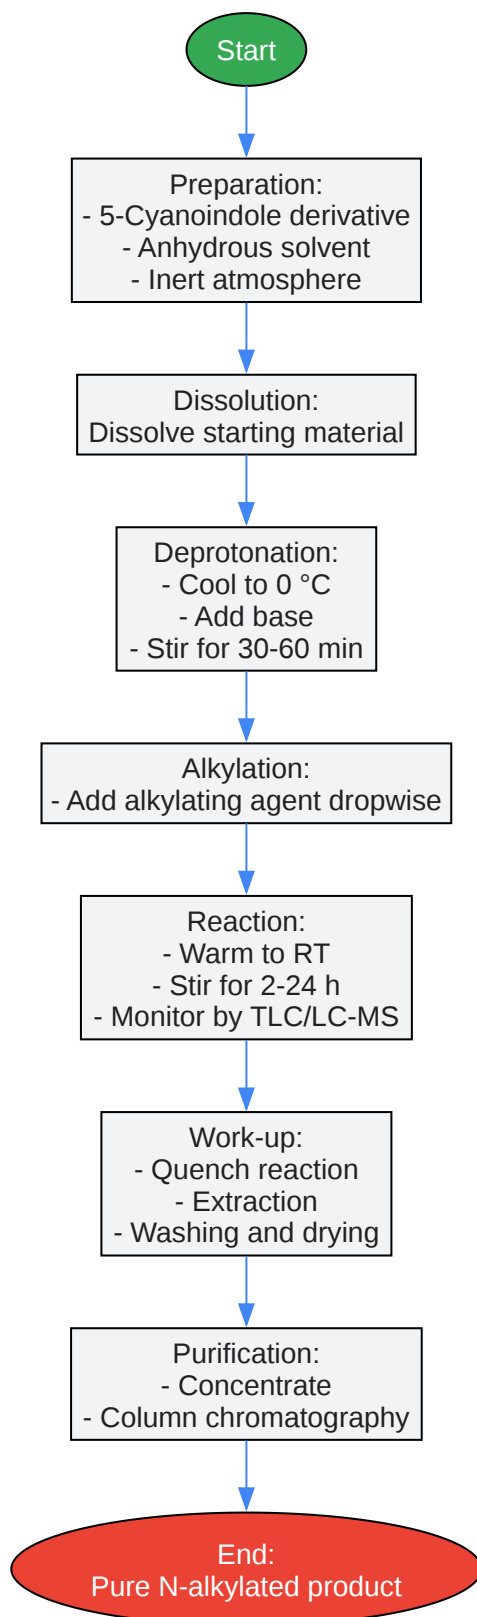 Start
Preparation:
- 5-Cyanoindole derivative
- Anhydrous solvent
- Inert atmosphere
Dissolution:
Dissolve starting material
Deprotonation:
- Cool to 0 °C
- Add base
- Stir for 30-60 min
Alkylation:
- Add alkylating agent dropwise
Reaction:
- Warm to RT
- Stir for 2-24 h
- Monitor by TLC/LC-MS
Work-up:
- Quench reaction
- Extraction
- Washing and drying
Purification:
- Concentrate
- Column chromatography
End:
Pure N-alkylated product